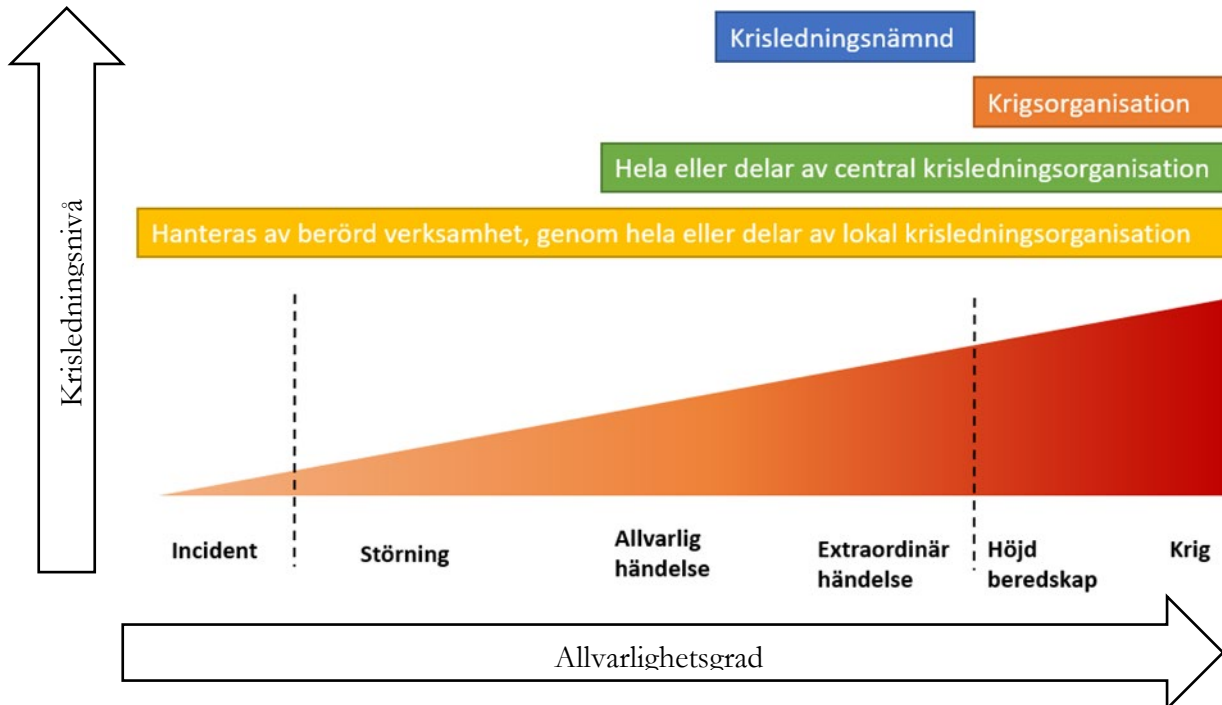 Krisledningsnämnd
Krigsorganisation
Hela eller delar av central krisledningsorganisation
Hanteras av berörd verksamhet, genom hela eller delar av lokal krisledningsorganisation
Krisledningsnivå
Incident
Störning
Allvarlig
händelse
Extraordinär
händelse
Höjd
beredskap
Krig
Allvarlighetsgrad